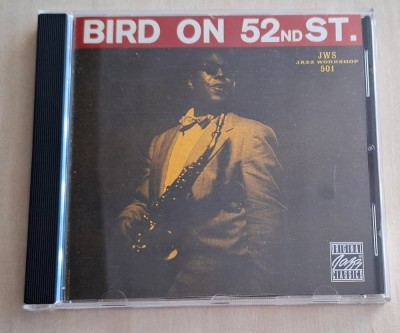 BIRD ON 52ND ST.
JWS
JAZZ WORKSHOP
501
ORIGINAL
Jazz
CLASSICS